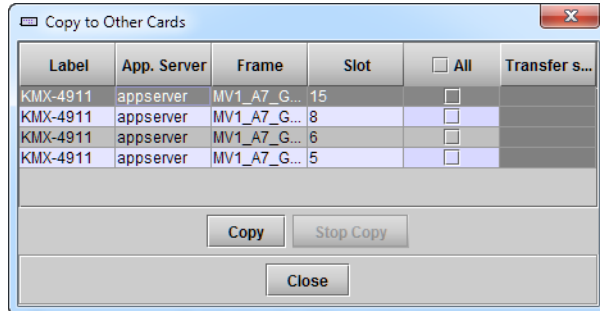 Copy to Other Cards
Label App. Server Frame Slot All Transfer s...
KMX-4911 appserver MV1_A7_G... 15
KMX-4911 appserver MV1_A7_G... 8
KMX-4911 appserver MV1_A7_G... 6
KMX-4911 appserver MV1_A7_G... 5
Copy Stop Copy
Close